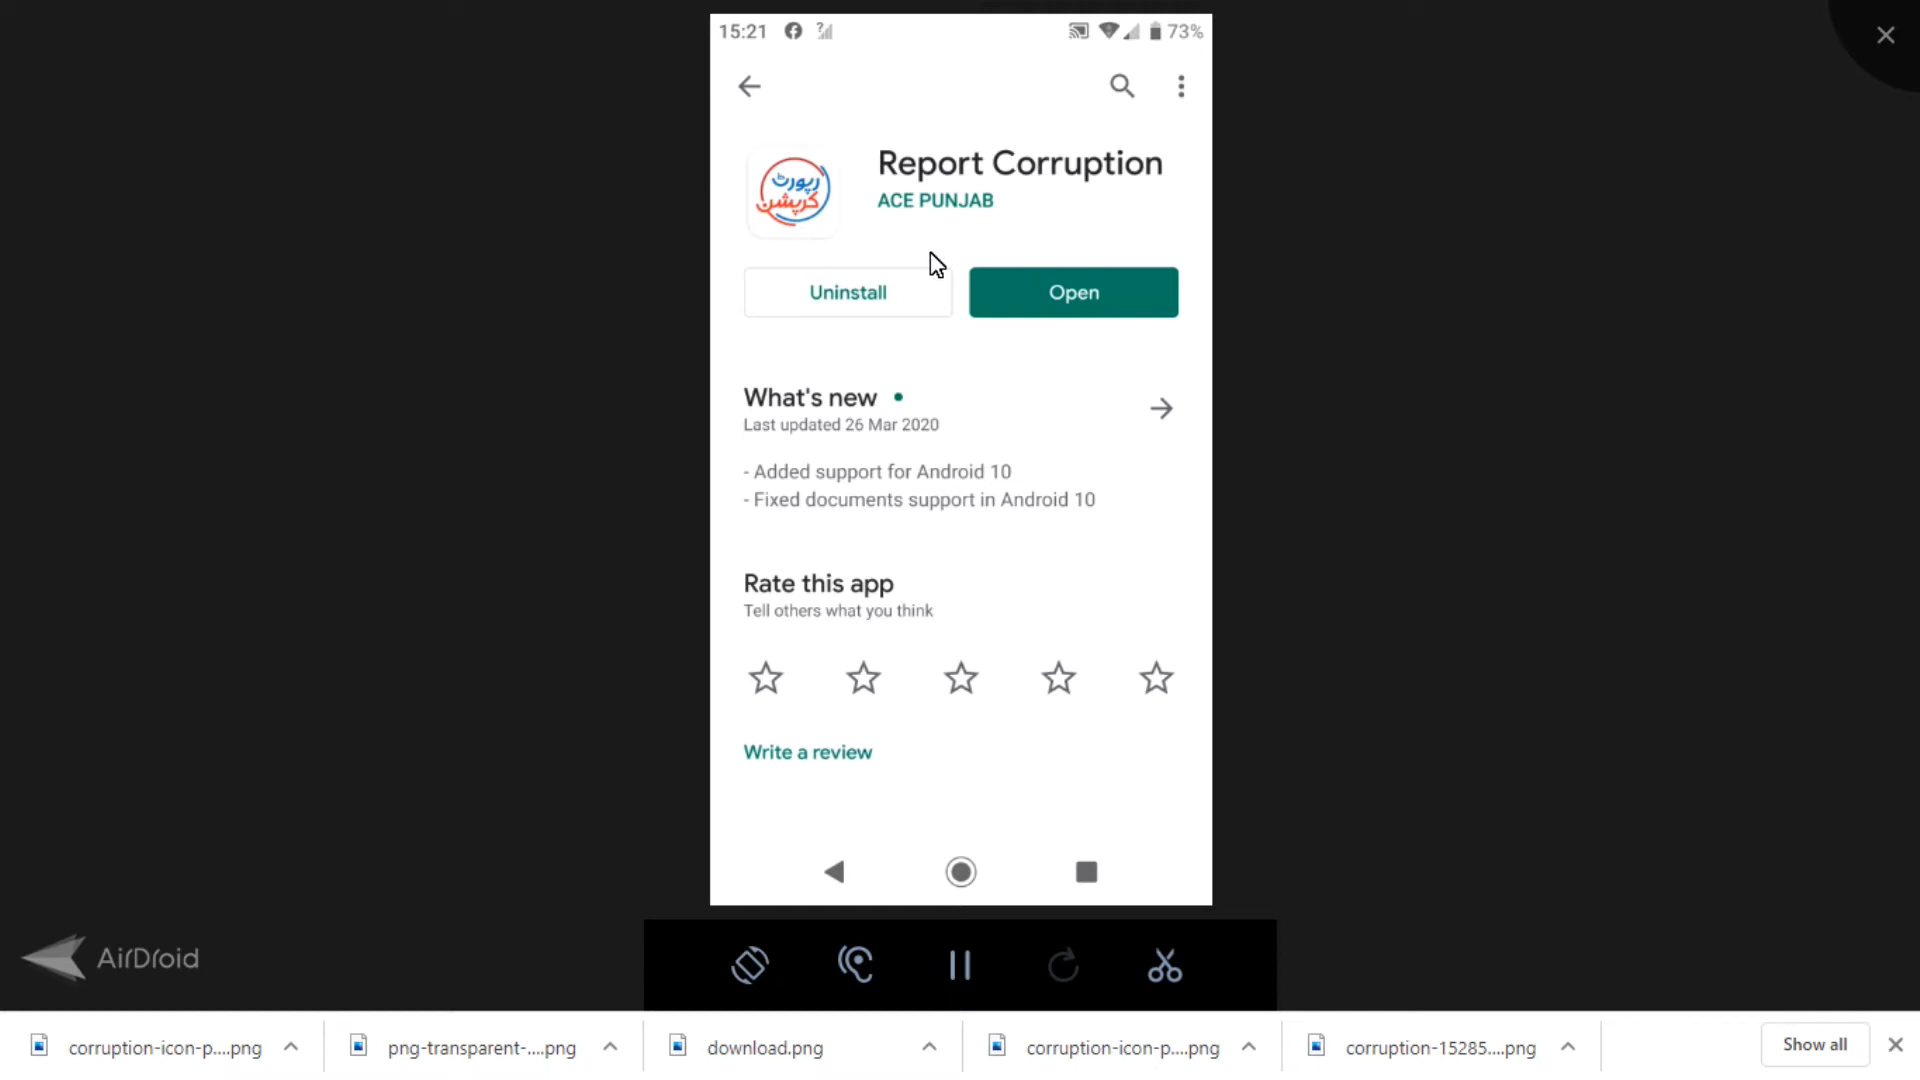 15:21
73%
Report Corruption
رپورٹ
کرپشن
ACE PUNJAB
Uninstall
Open
What's new
Last updated 26 Mar 2020
- Added support for Android 10
- Fixed documents support in Android 10
Rate this app
Tell others what you think
Write a review
AirDroid
corruption-icon-p....png
png-transparent-....png
download.png
corruption-icon-p....png
corruption-15285....png
Show all